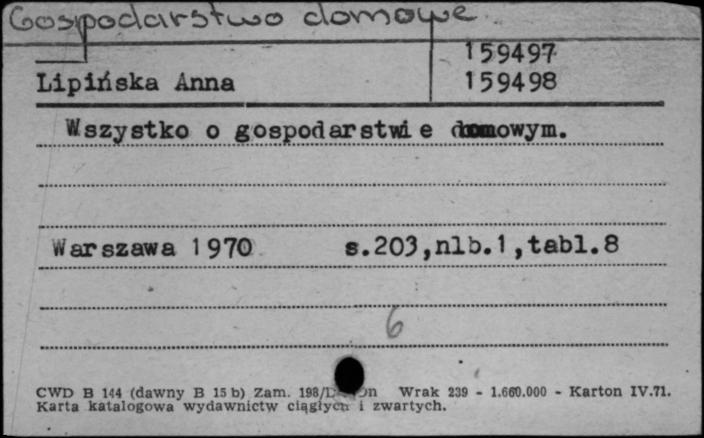 Gospodarstwo domowe
159497
Lipińska Anna 159498
Wszystko o gospodarstwie domowym.
Warszawa 1970 s.203,nlb.1,tabl.8
6
CWD B 144 (dawny B 15 b) Zam. 198/ Wrak 239 - 1.660.000 - Karton IV.71.
Karta katalogowa wydawnictw ciągłych i zwartych.